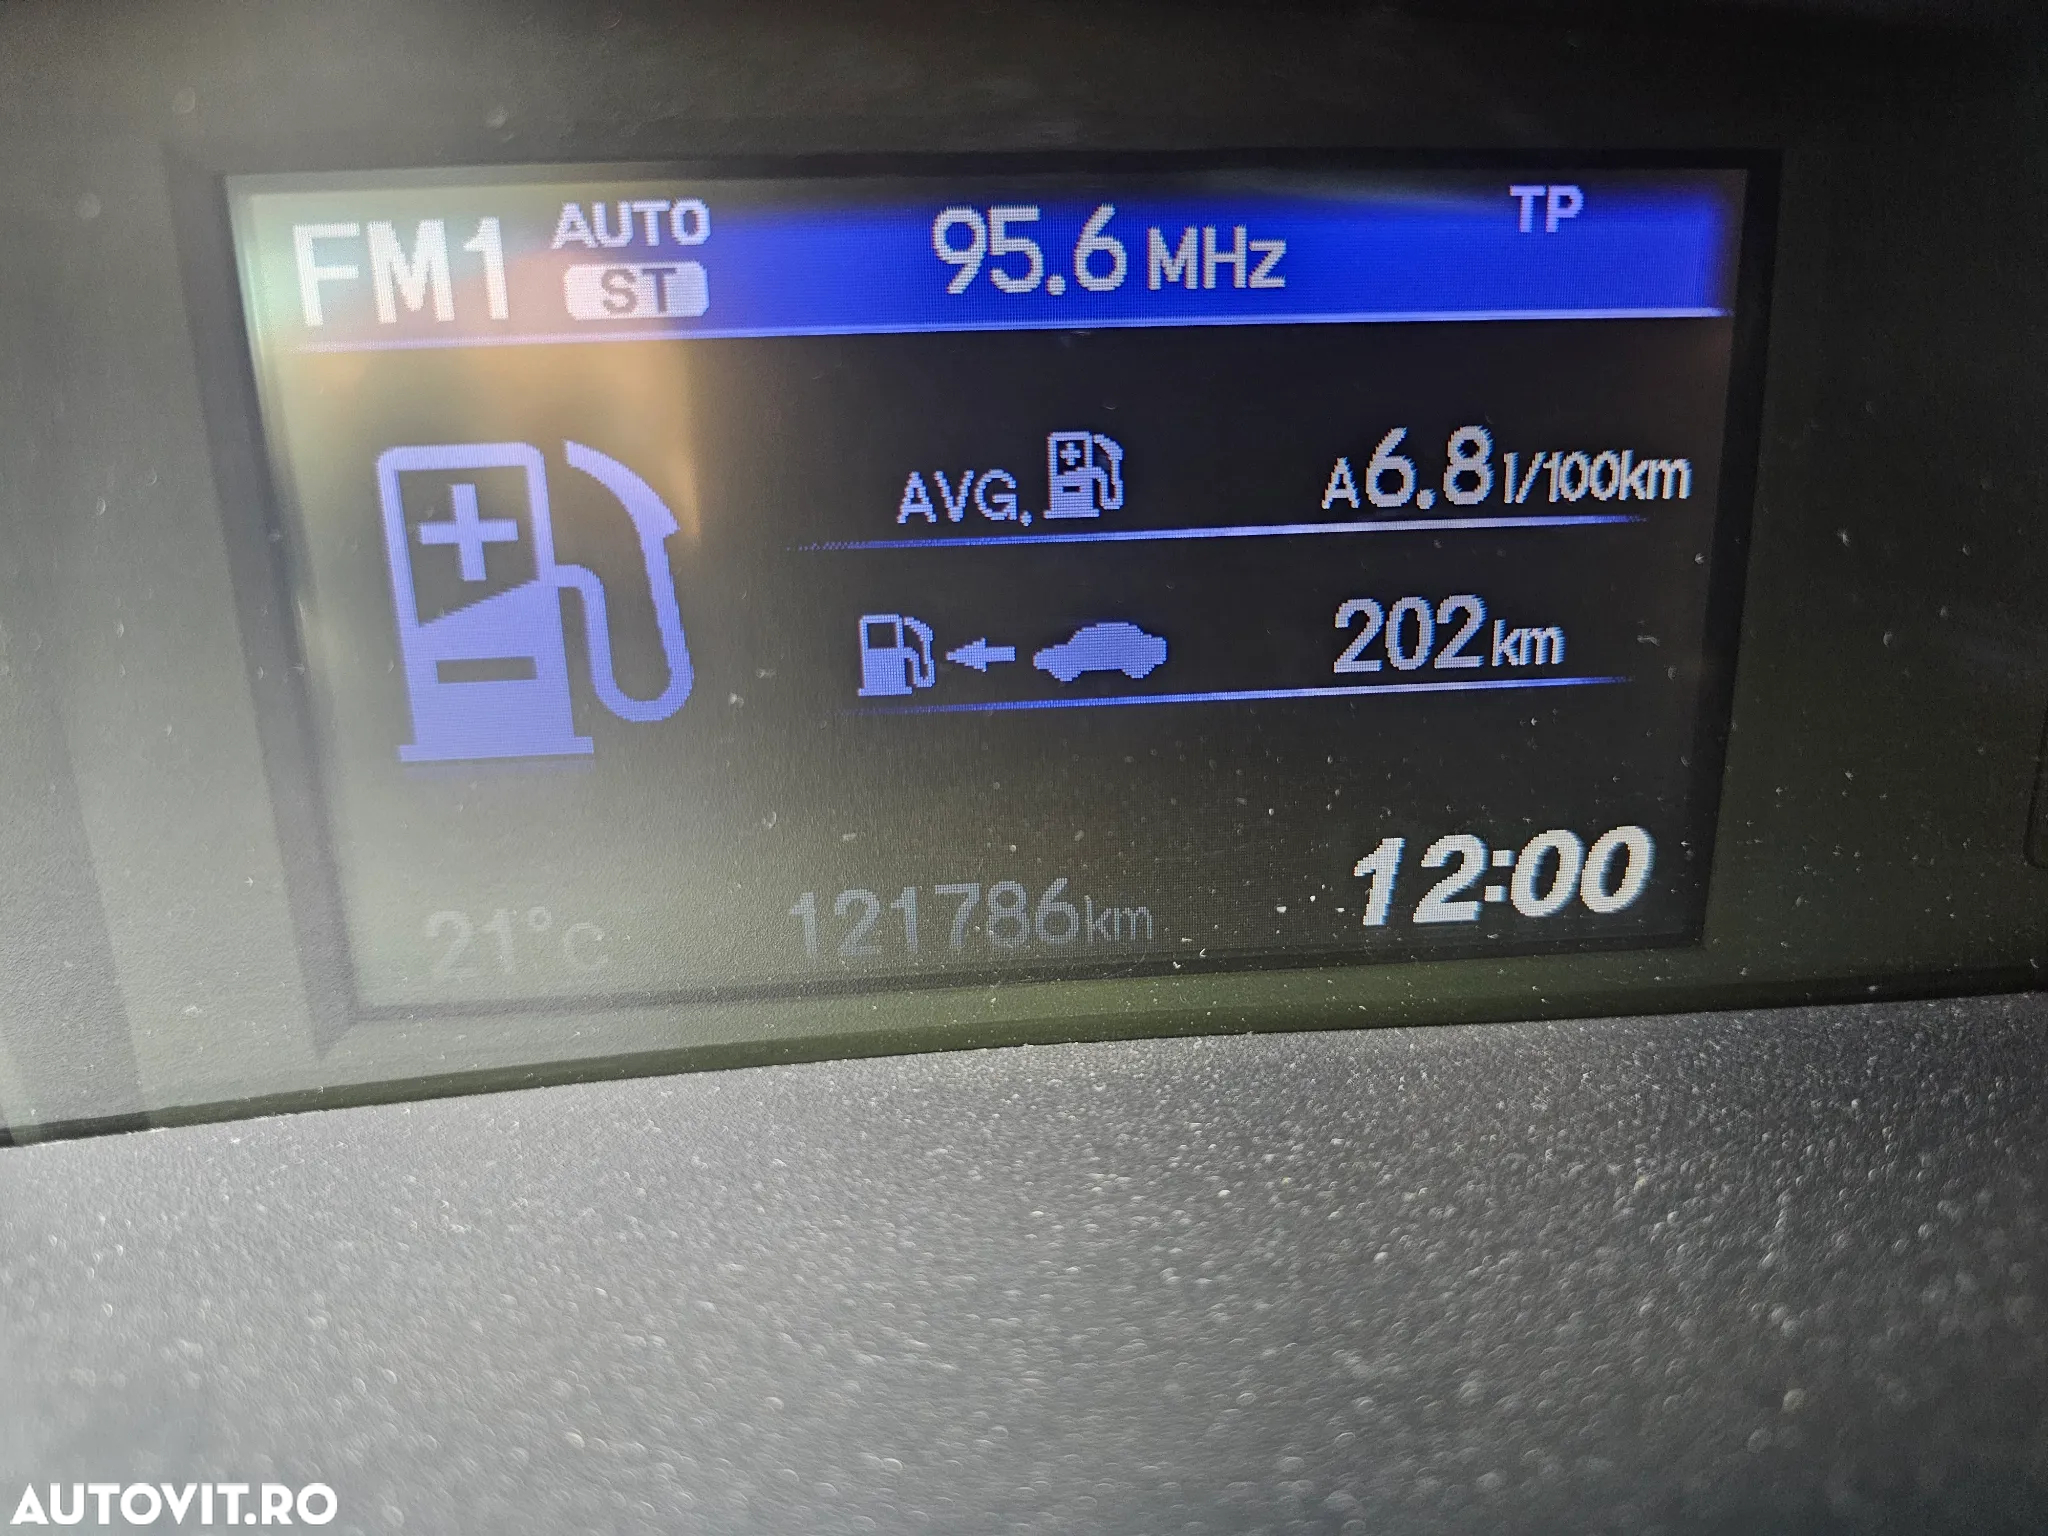 FM1 AUTO ST 95.6 MHz TP
AVG. A6.8 l/100km
202km
21°C 121786km 12:00
AUTOVIT.RO